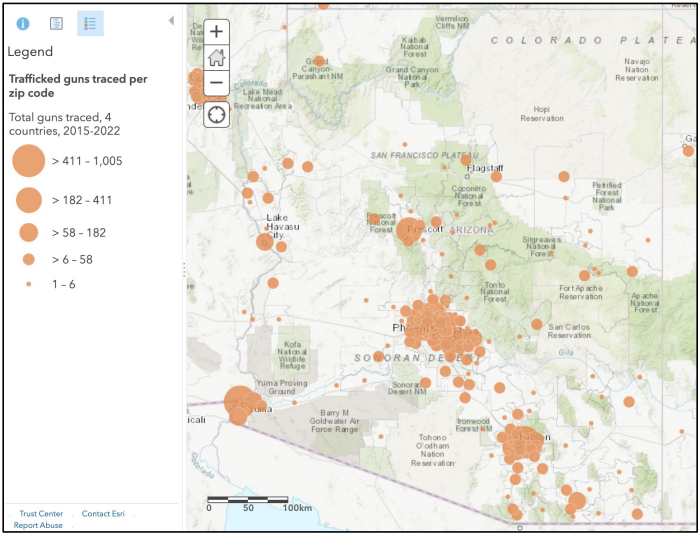 Legend
Trafficked guns traced per
zip code
Total guns traced, 4
countries, 2015-2022
> 411 - 1,005
> 182 - 411
> 58 - 182
> 6 - 58
1 - 6
Trust Center
Contact Esri
Report Abuse
+
−
Vermilion
Cliffs NM
Kaibab
National
Forest
COLORADO PLATEA
Grand
Canyon-
Parashant NM
Grand Canyon
National
Park
Navajo
Nation
Reservation
Colorado
Lake Mead
National
Recreation Area
Hopi
Reservation
Ga
SAN FRANCISCO PLATEAU
Flagstaff
Coconino
National
Forest
Petrified
Forest
National
Park
Lake
Havasu
City
Prescott
National
Forest
Prescott
ARIZONA
Sitgreaves
National
Forest
Tonto
National
Forest
Fort Apache
Reservation
Apache
National
Forest
San Carlos
Reservation
Kofa
National
Wildlife
Refuge
SONORAN DESERT
Gila
Yuma Proving
Ground
Sonoran
Desert NM
Yuma
icali
Barry M
Goldwater Air
Force Range
Ironwood
Forest NM
Tucson
Tohono
O'odham
Nation
Reservation
Colorado
0 50 100km